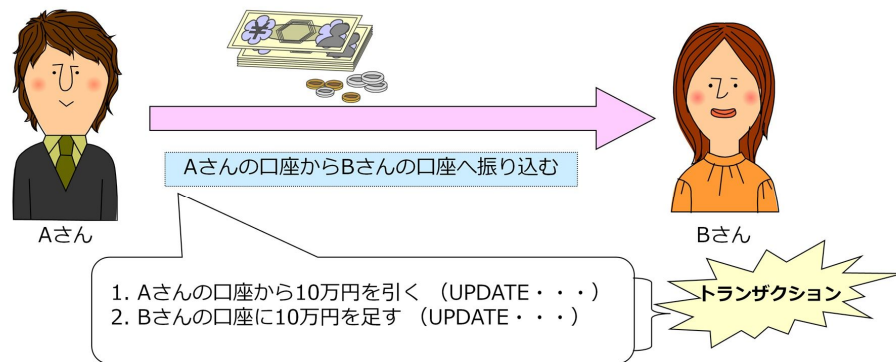 ¥
Aさんの口座からBさんの口座へ振り込む
Aさん
Bさん
1. Aさんの口座から10万円を引く （UPDATE・・・）
2. Bさんの口座に10万円を足す （UPDATE・・・）
トランザクション